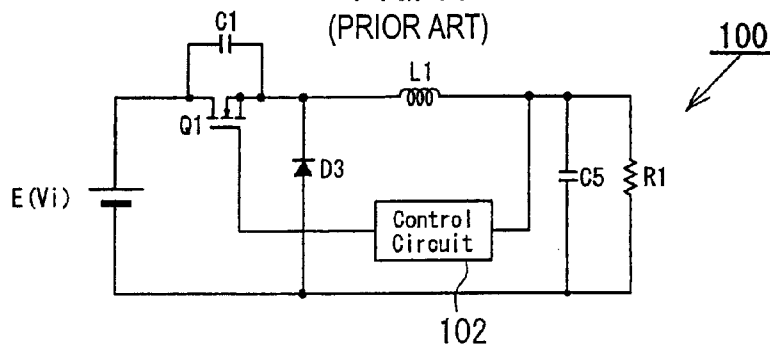 (PRIOR ART)
100
C1
L1
Q1
D3
E(Vi)
C5
R1
Control
Circuit
102